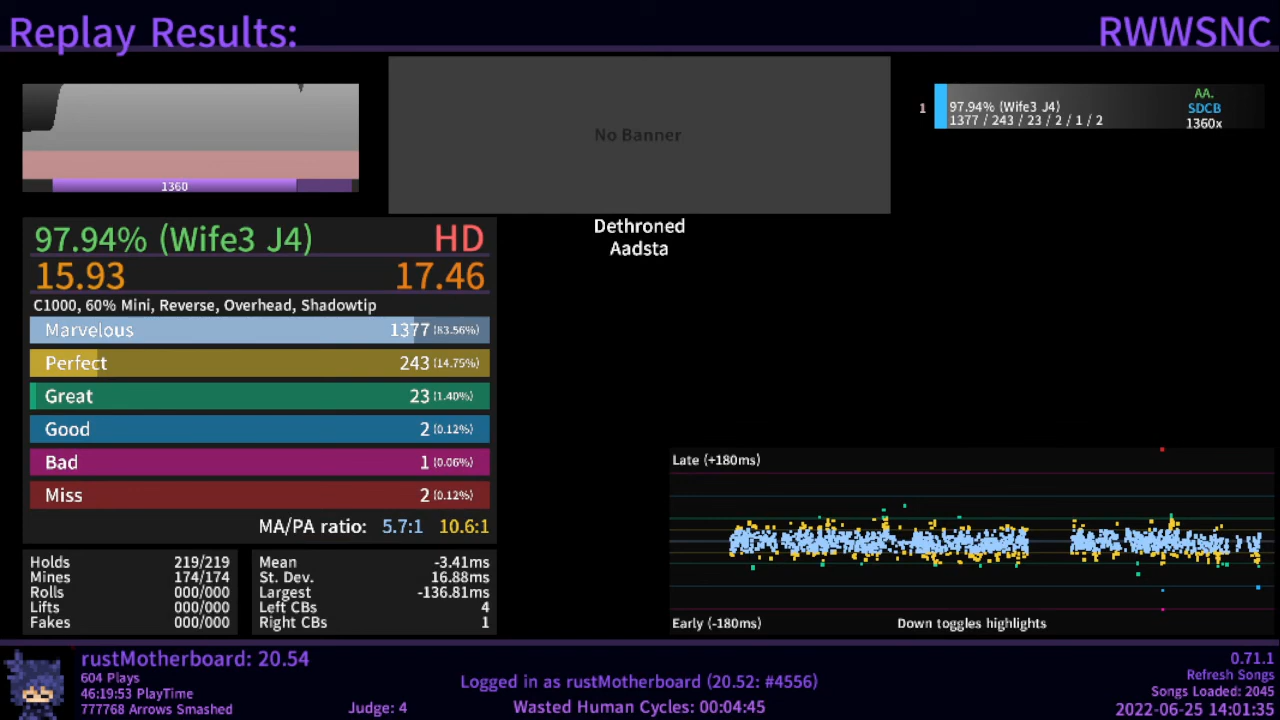 Replay Results:
RWWSNC
1360
No Banner
1
97.94% (Wife3 J4)
AA.
1377 / 243 / 23 / 2 / 1 / 2
SDCB
1360x
Dethroned
Aadsta
97.94% (Wife3 J4)
HD
15.93
17.46
C1000, 60% Mini, Reverse, Overhead, Shadowtip
Marvelous 1377 (83.56%)
Perfect 243 (14.75%)
Great 23 (1.40%)
Good 2 (0.12%)
Bad 1 (0.06%)
Miss 2 (0.12%)
MA/PA ratio: 5.7:1 10.6:1
Holds 219/219
Mines 174/174
Rolls 000/000
Lifts 000/000
Fakes 000/000
Mean -3.41ms
St. Dev. 16.88ms
Largest -136.81ms
Left CBs 4
Right CBs 1
Late (+180ms)
Early (-180ms)
Down toggles highlights
rustMotherboard: 20.54
604 Plays
46:19:53 PlayTime
777768 Arrows Smashed
Judge: 4
Logged in as rustMotherboard (20.52: #4556)
Wasted Human Cycles: 00:04:45
0.71.1
Refresh Songs
Songs Loaded: 2045
2022-06-25 14:01:35